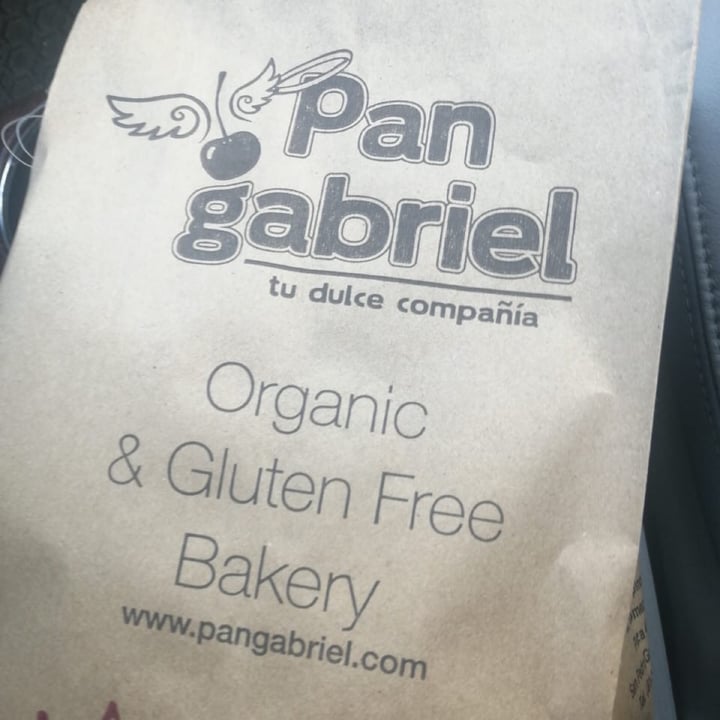 Pan
gabriel
tu dulce compañía
Organic
& Gluten Free
Bakery
www.pangabriel.com